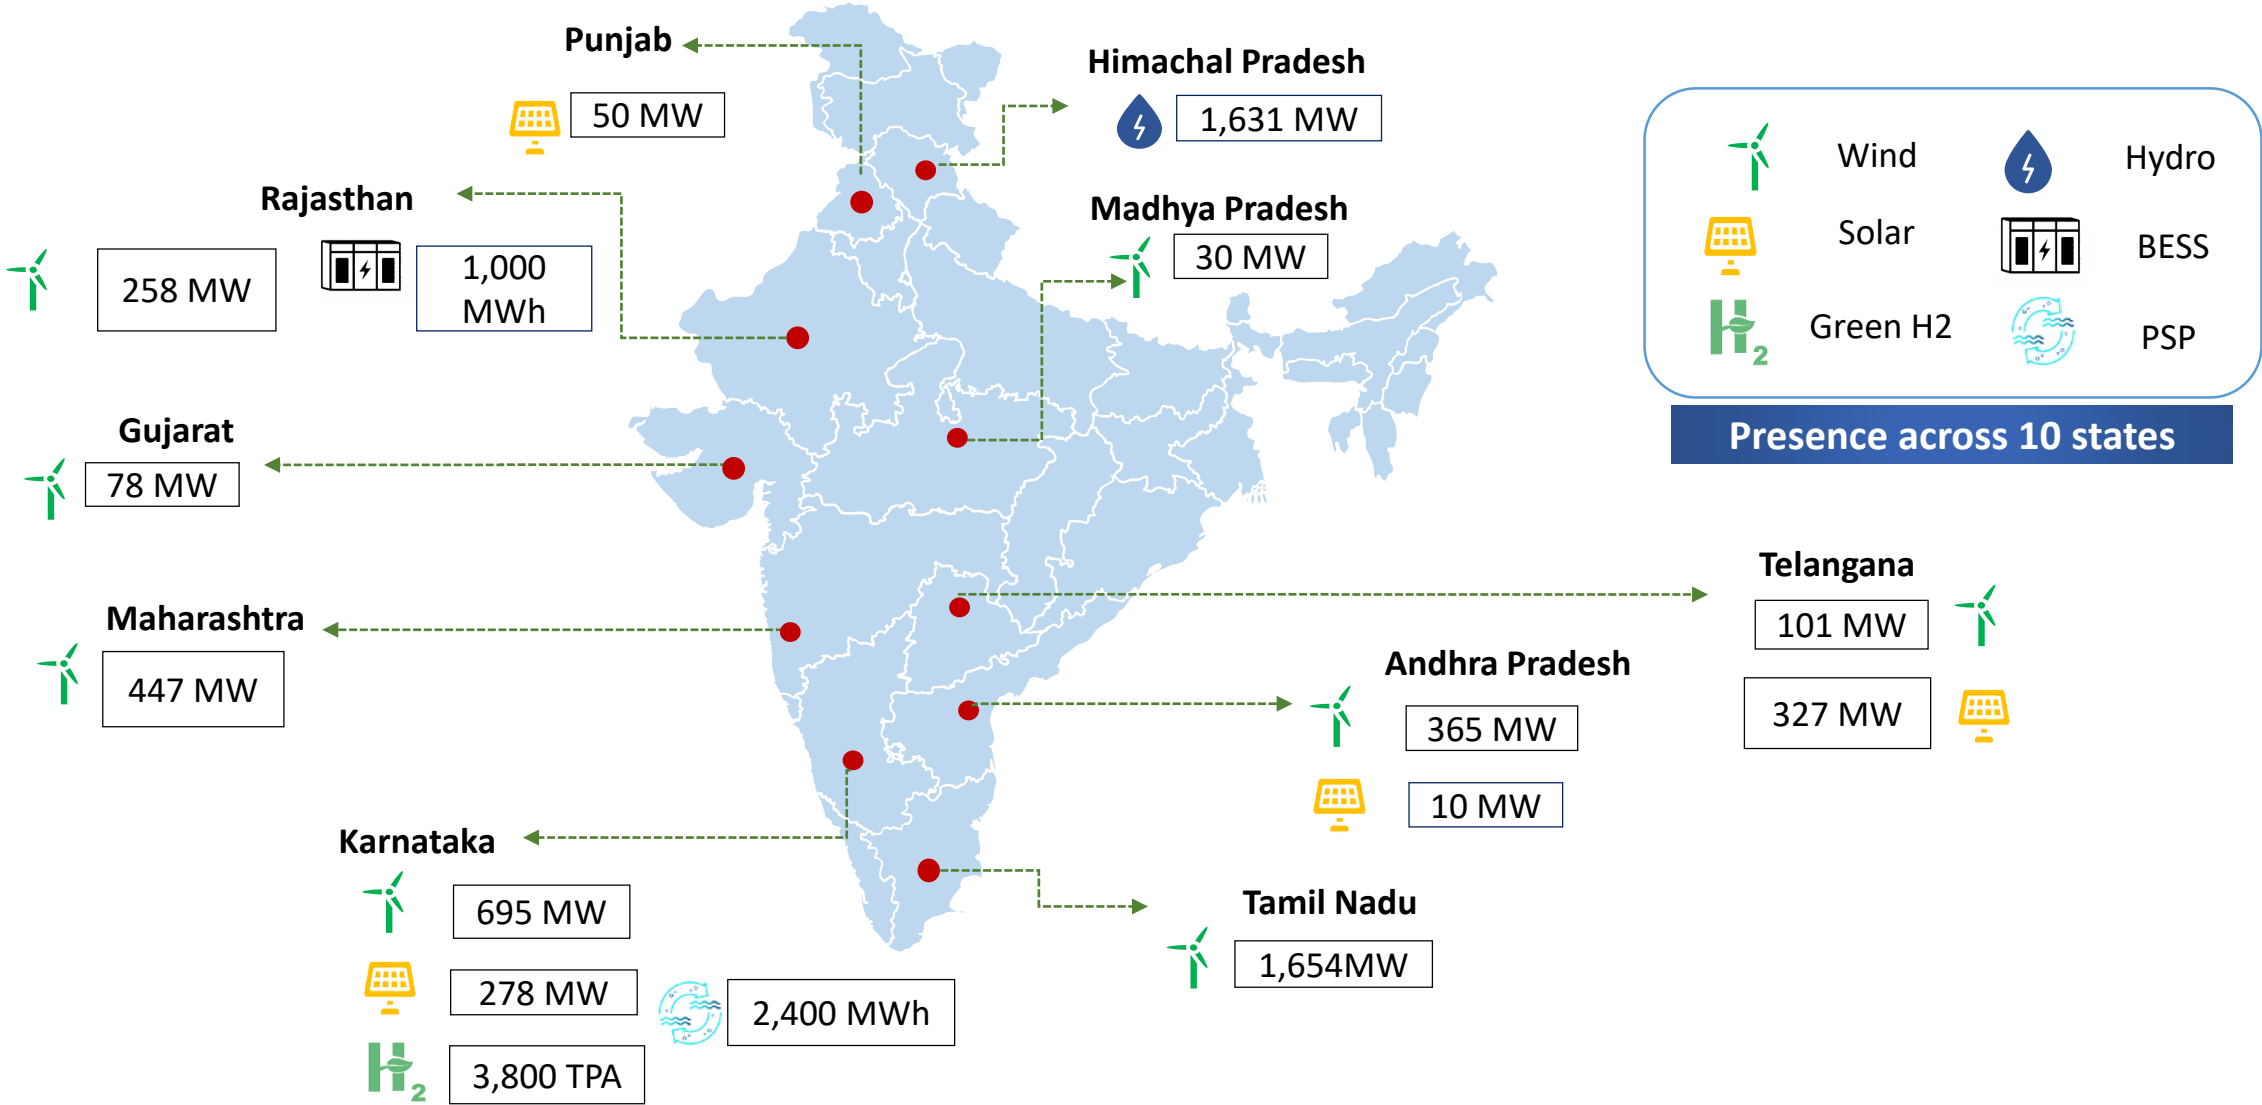 Punjab
50 MW
Himachal Pradesh
1,631 MW
Rajasthan
258 MW
1,000
MWh
Madhya Pradesh
30 MW
Wind
Hydro
Solar
BESS
Green H2
PSP
H2
Presence across 10 states
Gujarat
78 MW
Maharashtra
447 MW
Telangana
101 MW
327 MW
Andhra Pradesh
365 MW
10 MW
Karnataka
695 MW
278 MW
2,400 MWh
H2
3,800 TPA
Tamil Nadu
1,654MW